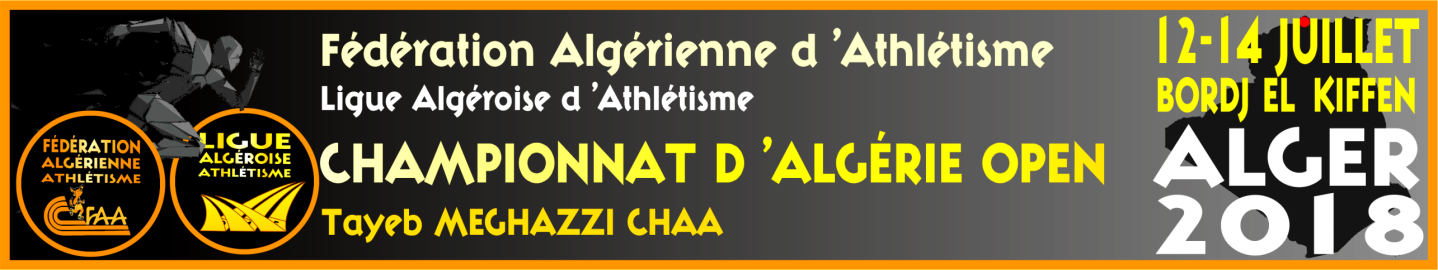 Fédération Algérienne d 'Athlétisme
Ligue Algéroise d 'Athlétisme
CHAMPIONNAT D 'ALGÉRIE OPEN
Tayeb MEGHAZZI CHAA
12-14 JUILLET
BORDJ EL KIFFEN
ALGER
2018
FÉDÉRATION
ALGÉRIENNE
ATHLÉTISME
FAA
LIGUE
ALGÉROISE
ATHLÉTISME